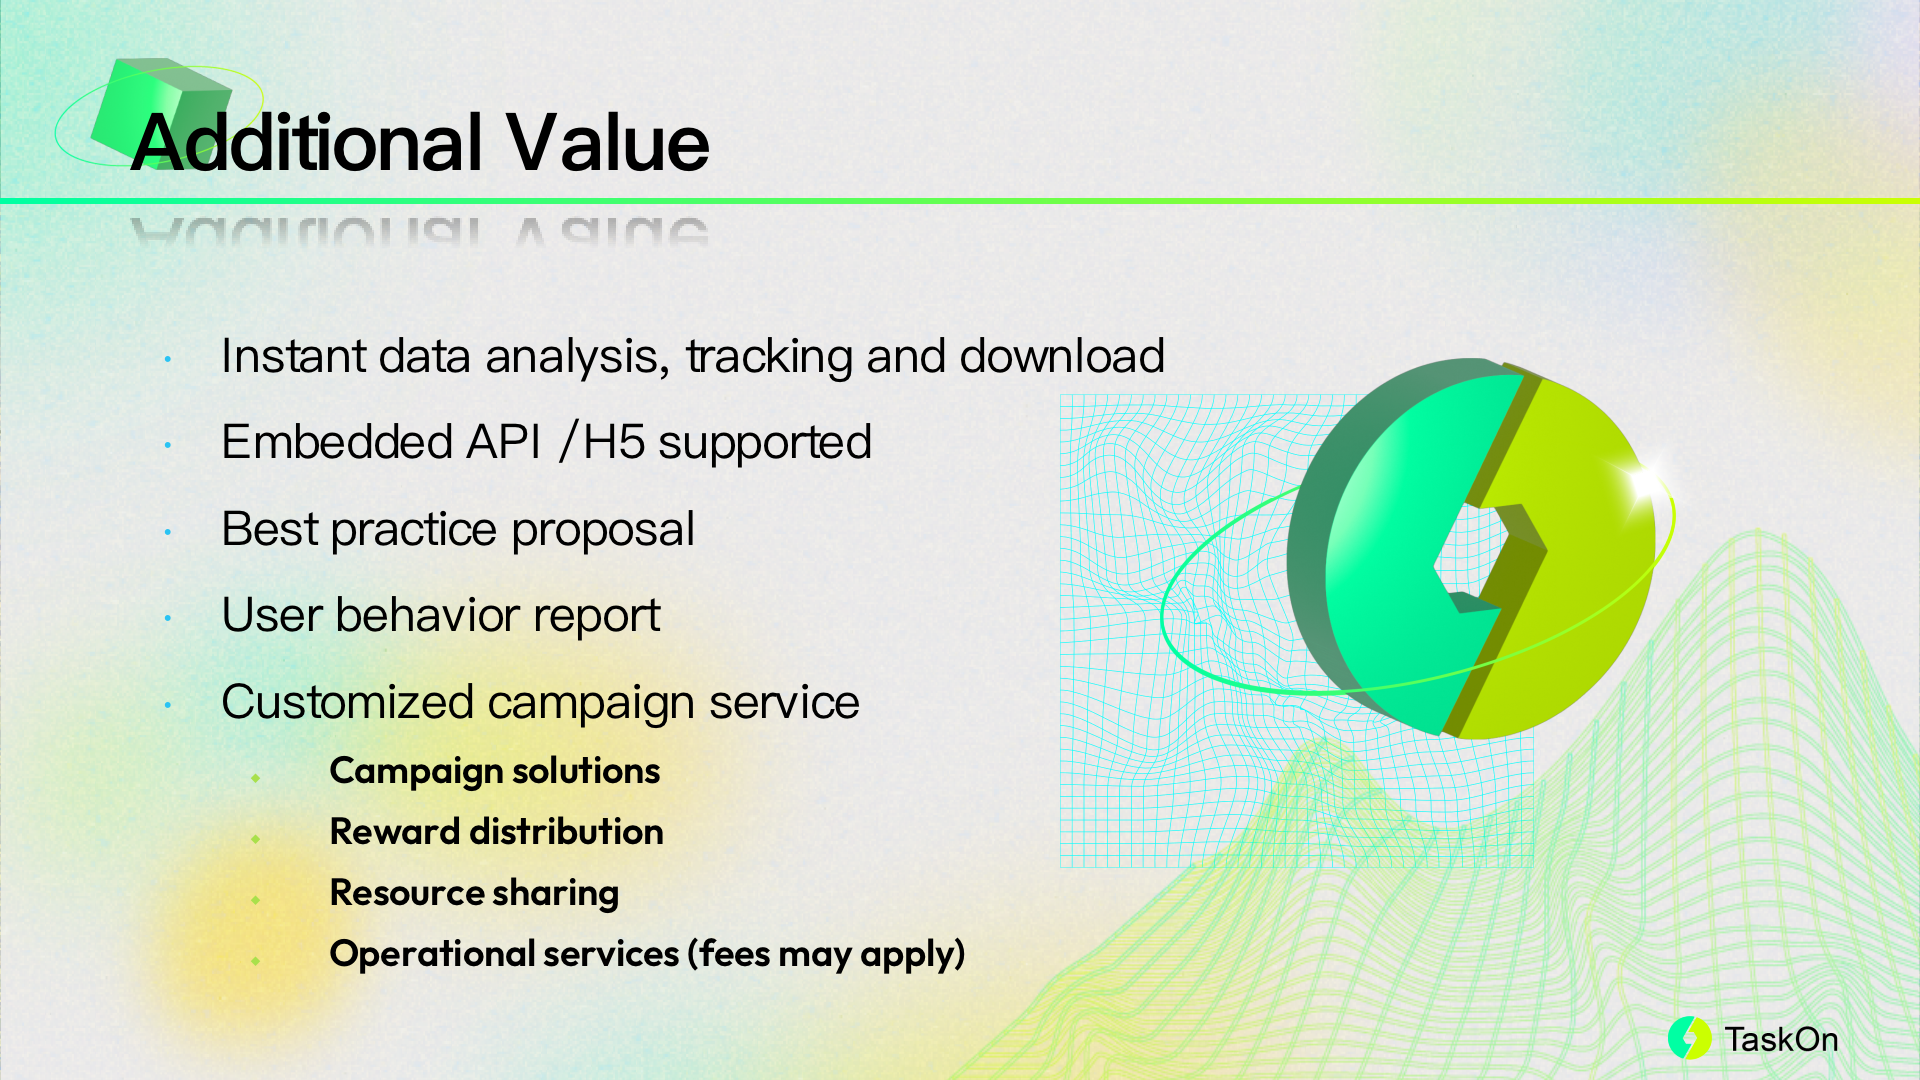 Additional Value
Instant data analysis, tracking and download
Embedded API /H5 supported
Best practice proposal
User behavior report
Customized campaign service
Campaign solutions
Reward distribution
Resource sharing
Operational services (fees may apply)
TaskOn